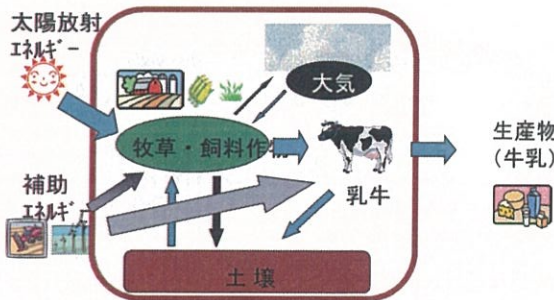 太陽放射
エネルギー
大気
牧草・飼料作物
生産物
(牛乳)
補助
エネルギー
乳牛
土壌